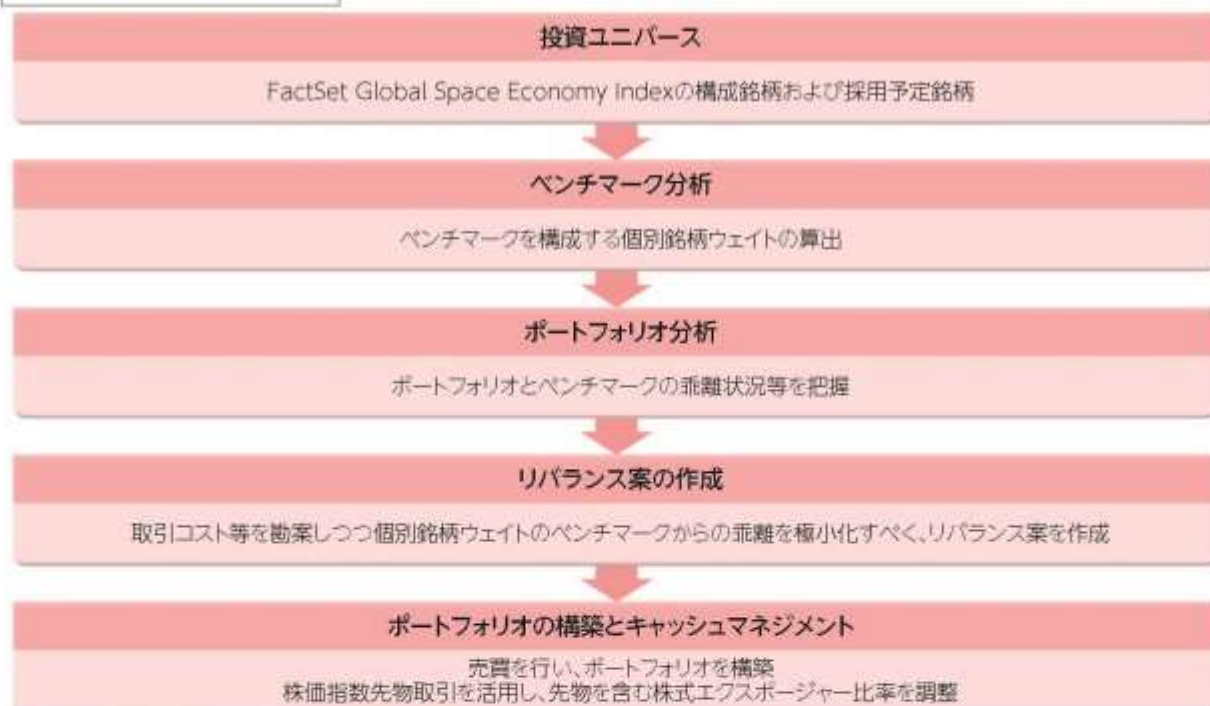 投資ユニバース
FactSet Global Space Economy Indexの構成銘柄および採用予定銘柄
ベンチマーク分析
ベンチマークを構成する個別銘柄ウェイトの算出
ポートフォリオ分析
ポートフォリオとベンチマークの乖離状況等を把握
リバランス案の作成
取引コスト等を勘案しつつ個別銘柄ウェイトのベンチマークからの乖離を極小化すべく、リバランス案を作成
ポートフォリオの構築とキャッシュマネジメント
売買を行い、ポートフォリオを構築
株価指数先物取引を活用し、先物を含む株式エクスポージャー比率を調整